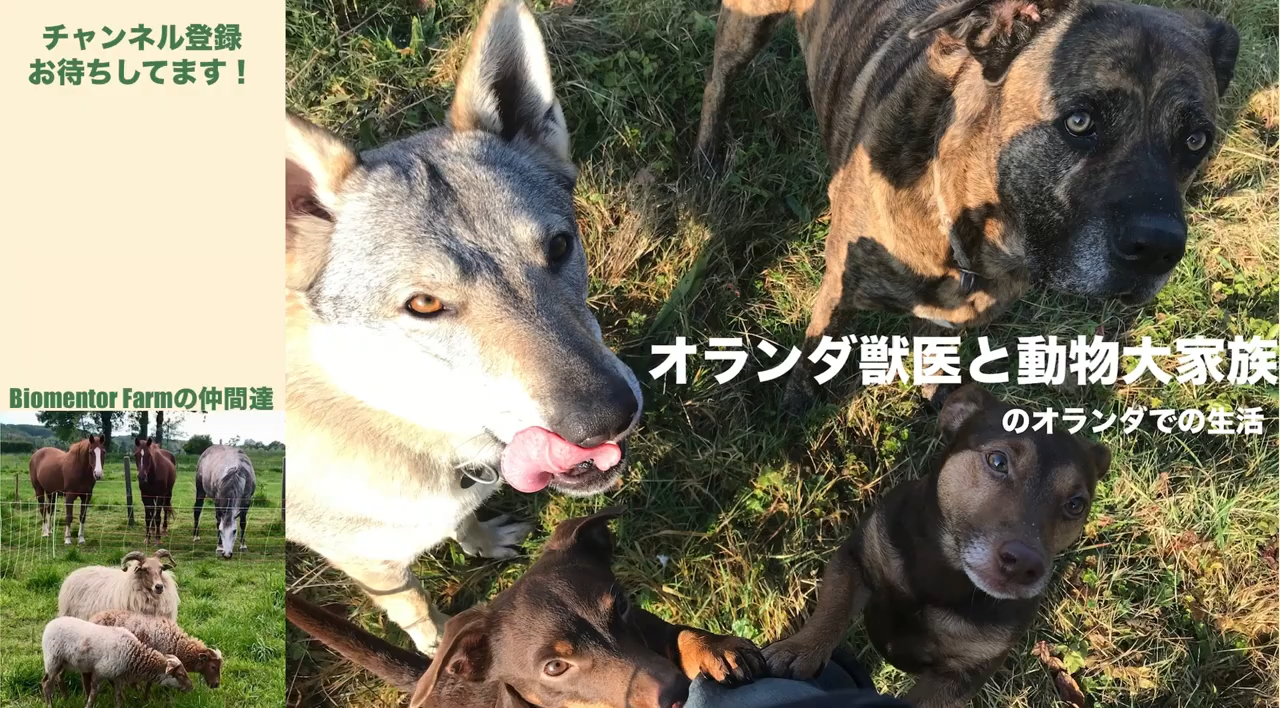 チャンネル登録
お待ちしてます！
オランダ獣医と動物大家族
のオランダでの生活
Biomentor Farmの仲間達